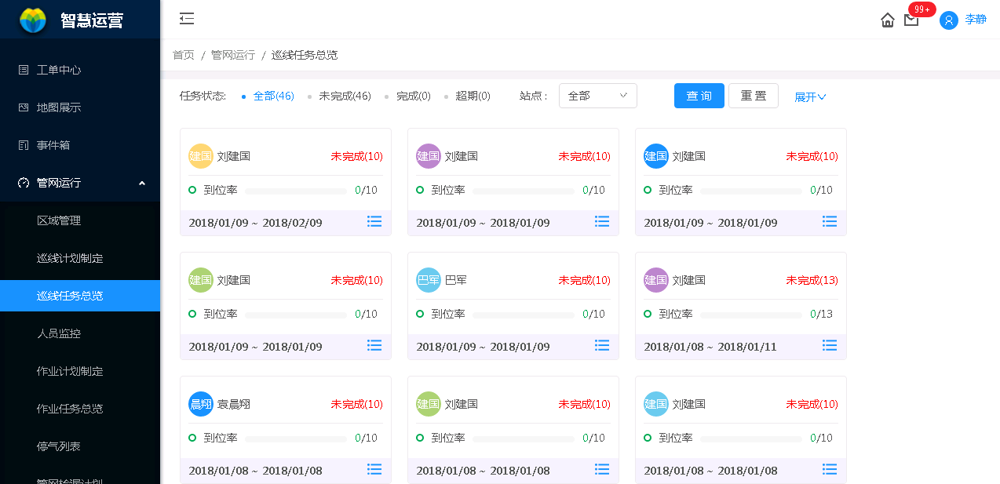 智慧运营
99+
李静
首页 / 管网运行 / 巡线任务总览
工单中心
地图展示
事件箱
管网运行
区域管理
巡线计划制定
巡线任务总览
人员监控
作业计划制定
作业任务总览
停气列表
管网检漏计划
任务状态: 全部(46) 未完成(46) 完成(0) 超期(0) 站点: 全部 查询 重置 展开
建国 刘建国 未完成(10)
到位率 0/10
2018/01/09 ~ 2018/02/09
建国 刘建国 未完成(10)
到位率 0/10
2018/01/09 ~ 2018/01/09
建国 刘建国 未完成(10)
到位率 0/10
2018/01/09 ~ 2018/01/09
建国 刘建国 未完成(10)
到位率 0/10
2018/01/09 ~ 2018/01/09
巴军 巴军 未完成(10)
到位率 0/10
2018/01/09 ~ 2018/01/09
建国 刘建国 未完成(13)
到位率 0/13
2018/01/08 ~ 2018/01/11
晨翔 袁晨翔 未完成(10)
到位率 0/10
2018/01/08 ~ 2018/01/08
建国 刘建国 未完成(10)
到位率 0/10
2018/01/08 ~ 2018/01/08
建国 刘建国 未完成(10)
到位率 0/10
2018/01/08 ~ 2018/01/08